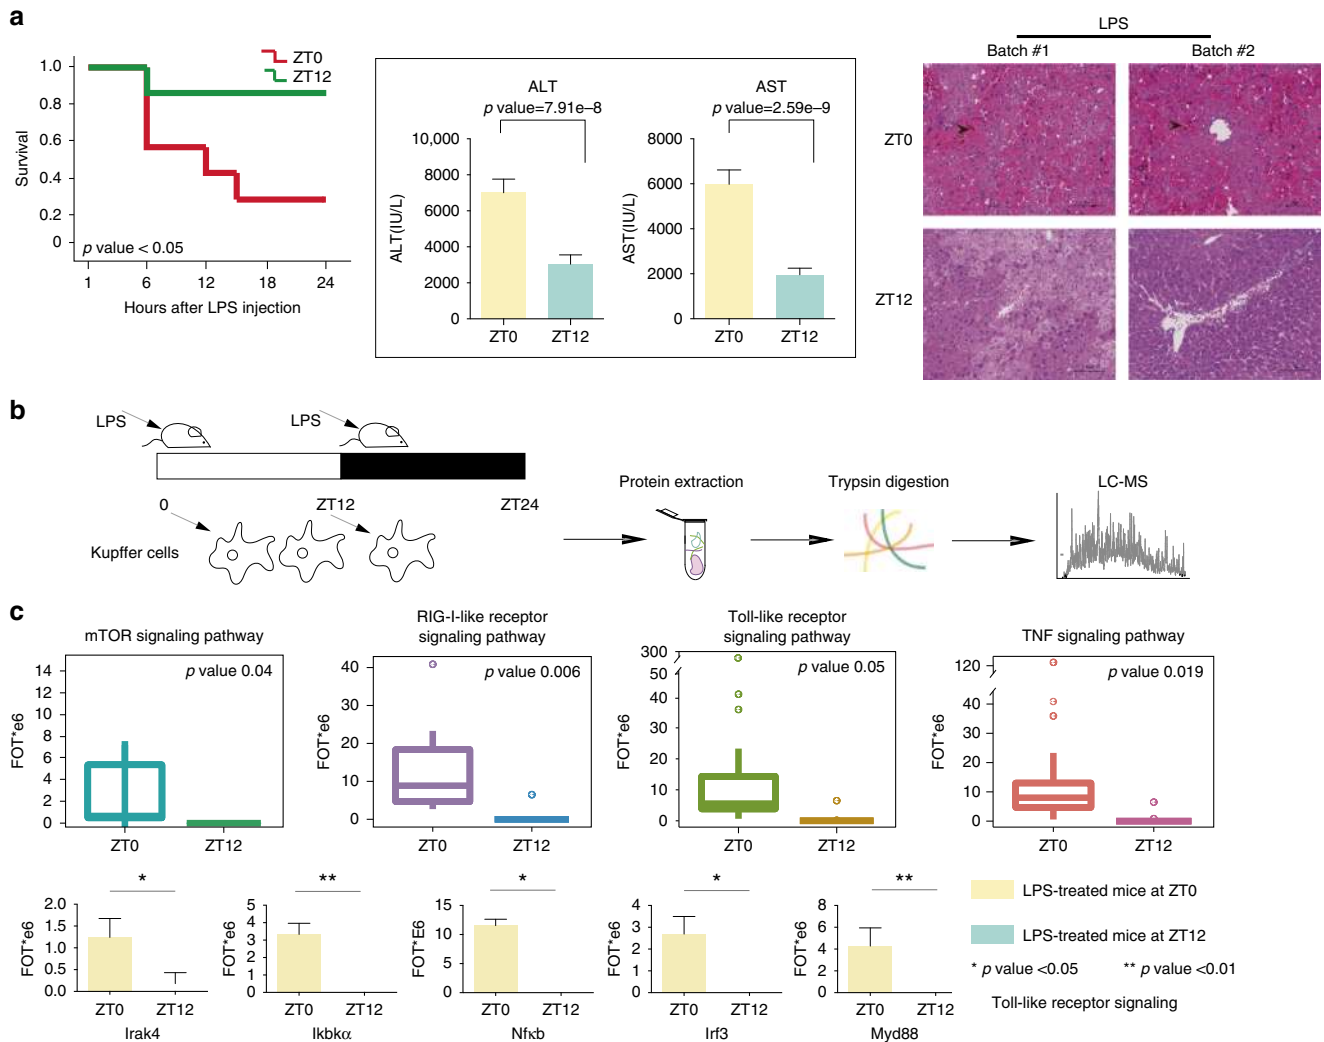 a
ZT0
ZT12
1.0
0.8
0.6
0.4
0.2
0
Survival
p value < 0.05
1 6 12 18 24
Hours after LPS injection
ALT
p value=7.91e–8
10,000
8000
6000
4000
2000
0
ALT(IU/L)
ZT0 ZT12
AST
p value=2.59e–9
8000
6000
4000
2000
0
AST(IU/L)
ZT0 ZT12
LPS
Batch #1 Batch #2
ZT0
ZT12
b
LPS LPS
0 ZT12 ZT24
Kupffer cells
Protein extraction
Trypsin digestion
LC-MS
c
mTOR signaling pathway
p value 0.04
14
12
10
8
6
4
2
0
FOT*e6
ZT0 ZT12
RIG-I-like receptor
signaling pathway
p value 0.006
40
30
20
10
0
FOT*e6
ZT0 ZT12
Toll-like receptor
signaling pathway
p value 0.05
300
50
40
30
20
10
0
FOT*e6
ZT0 ZT12
TNF signaling pathway
p value 0.019
120
40
30
20
10
0
FOT*e6
ZT0 ZT12
*
2.0
1.5
1.0
0.5
0.0
FOT*e6
ZT0 ZT12
Irak4
**
5
4
3
2
1
0
FOT*e6
ZT0 ZT12
Ikbkα
*
15
10
5
0
FOT*E6
ZT0 ZT12
Nfκb
*
4
3
2
1
0
FOT*e6
ZT0 ZT12
Irf3
**
8
6
4
2
0
FOT*e6
ZT0 ZT12
Myd88
LPS-treated mice at ZT0
LPS-treated mice at ZT12
* p value <0.05 ** p value <0.01
Toll-like receptor signaling